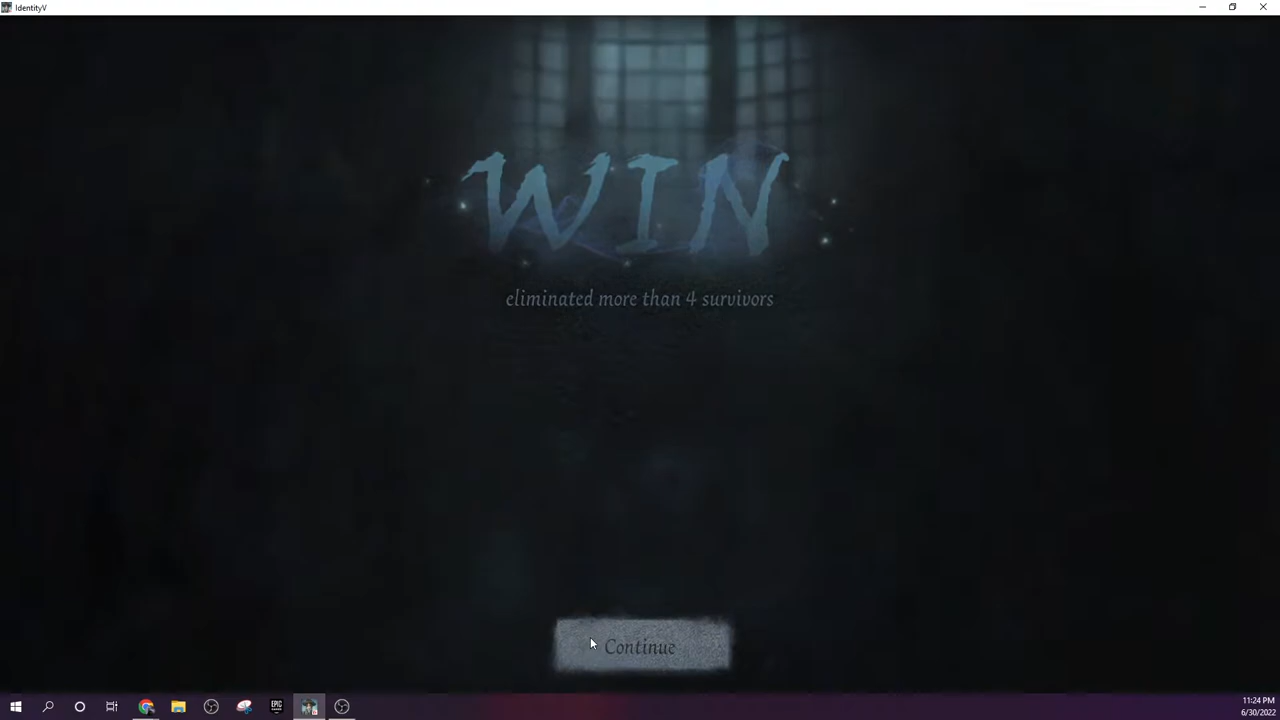 IdentityV
WIN
eliminated more than 4 survivors
Continue
EPIC
11:24 PM
6/30/2022